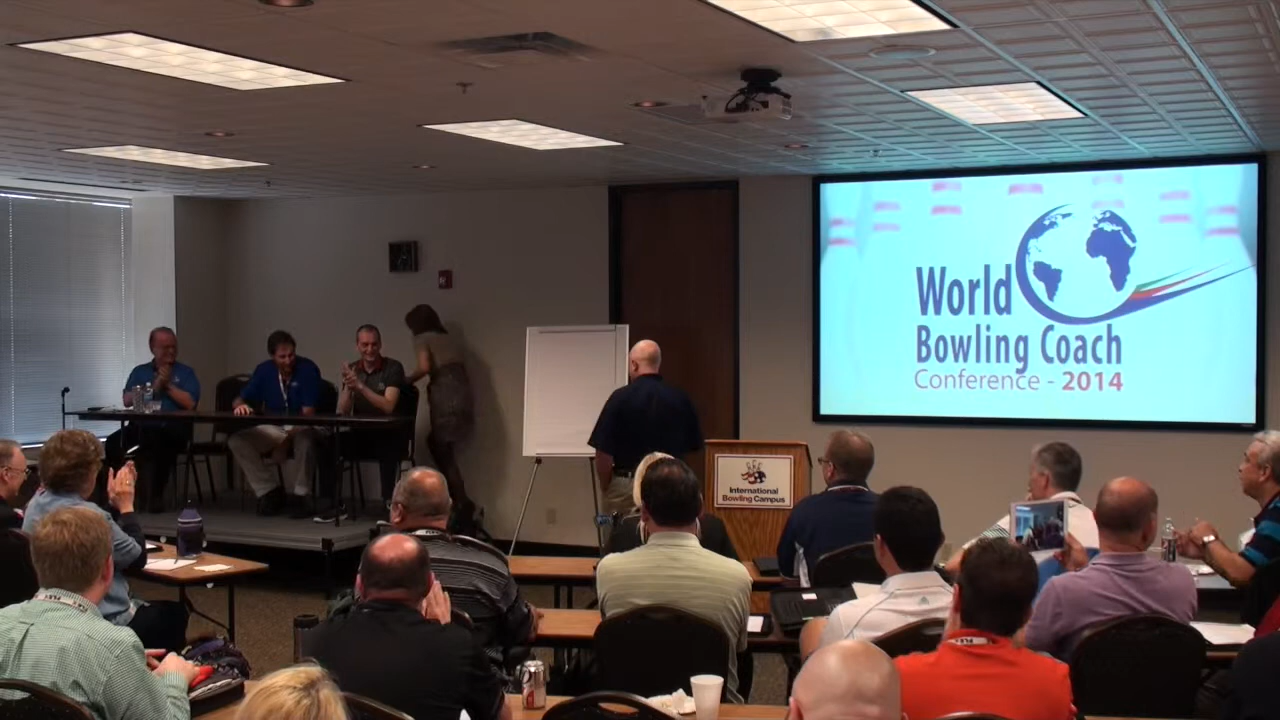 World
Bowling Coach
Conference - 2014
International
Bowling Campus